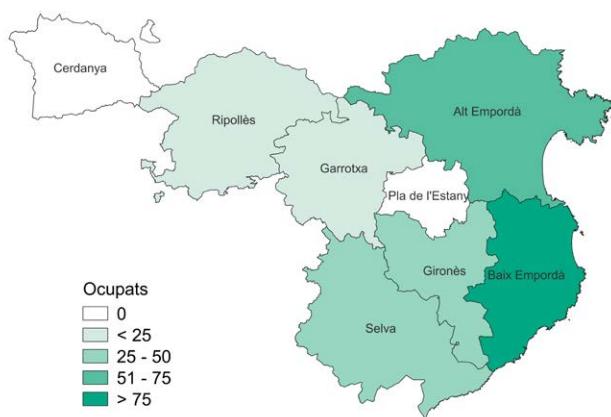 Cerdanya
Ripollès
Alt Empordà
Garrotxa
Pla de l'Estany
Gironès
Baix Empordà
Selva
Ocupats
0
< 25
25 - 50
51 - 75
> 75